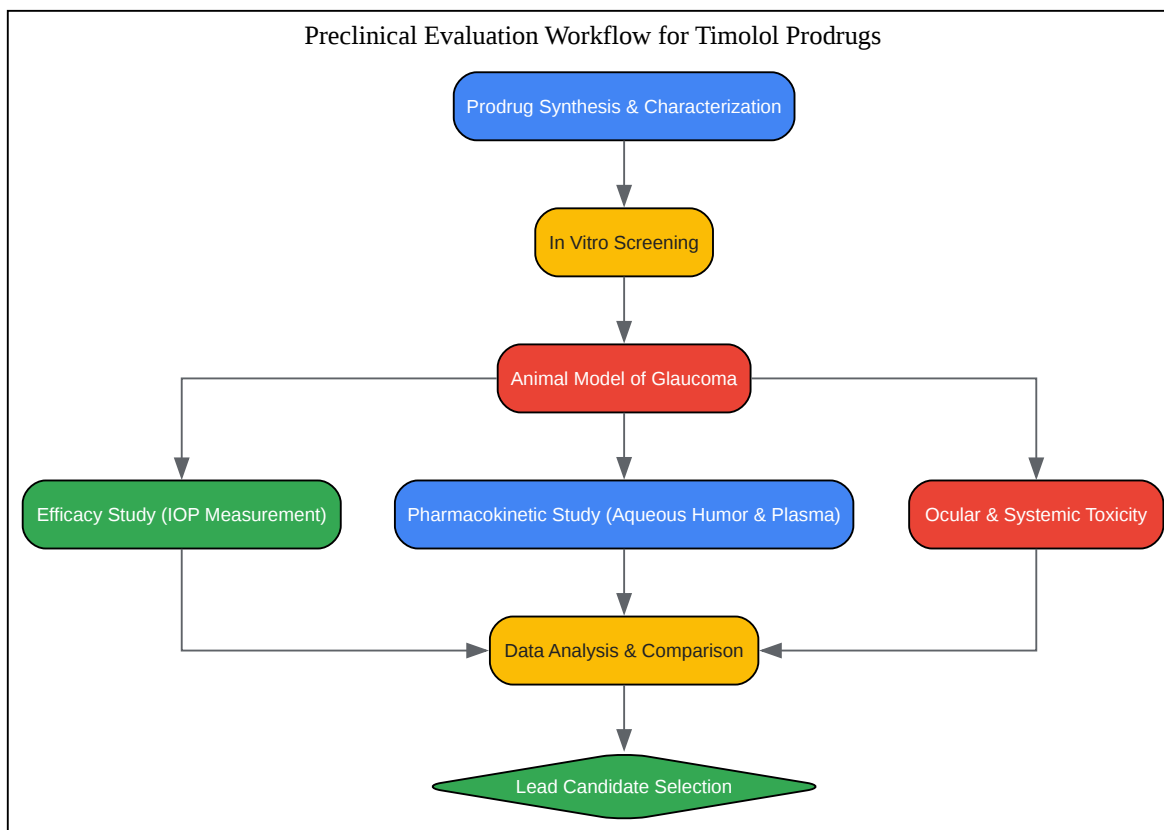 Preclinical Evaluation Workflow for Timolol Prodrugs
Prodrug Synthesis & Characterization
In Vitro Screening
Animal Model of Glaucoma
Efficacy Study (IOP Measurement)
Pharmacokinetic Study (Aqueous Humor & Plasma)
Ocular & Systemic Toxicity
Data Analysis & Comparison
Lead Candidate Selection